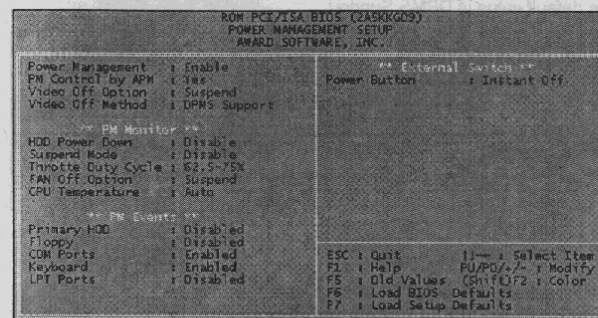 ROM PCI/ISA BIOS (2A5KKG09)
POWER MANAGEMENT SETUP
AWARD SOFTWARE, INC.
Power Management : Enable
PM Control by APM : Yes
Video Off Option : Suspend
Video Off Method : DPMS Support
** PM Monitor **
HDD Power Down : Disable
Suspend Mode : Disable
Throtte Duty Cycle : 62.5-75%
FAN Off Option : Suspend
CPU Temperature : Auto
** PM Events **
Primary HDD : Disabled
Floppy : Disabled
COM Ports : Enabled
Keyboard : Enabled
LPT Ports : Disabled
** External Switch **
Power Button : Instant Off
ESC : Quit ↑↓→← : Select Item
F1 : Help PU/PD/+/- : Modify
F5 : Old Values (Shift)F2 : Color
F6 : Load BIOS Defaults
F7 : Load Setup Defaults